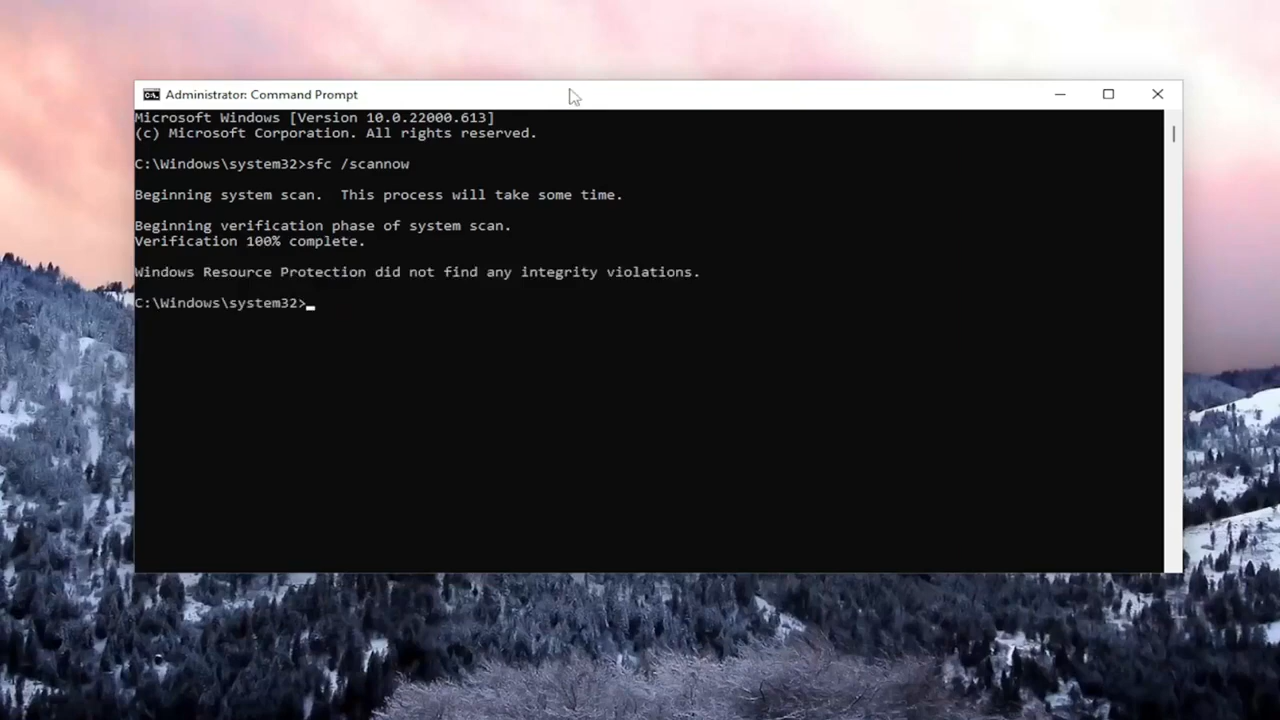 Administrator: Command Prompt
Microsoft Windows [Version 10.0.22000.613]
(c) Microsoft Corporation. All rights reserved.
C:\Windows\system32>sfc /scannow
Beginning system scan.  This process will take some time.
Beginning verification phase of system scan.
Verification 100% complete.
Windows Resource Protection did not find any integrity violations.
C:\Windows\system32>